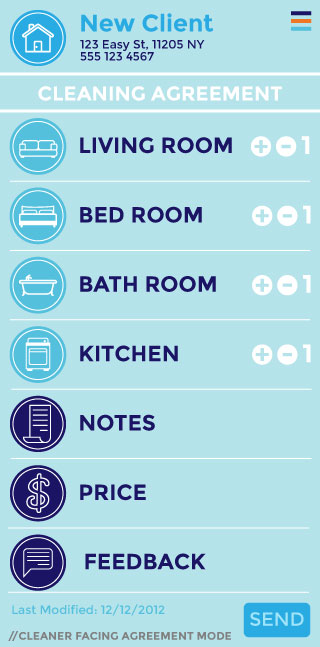 New Client
123 Easy St, 11205 NY
555 123 4567
CLEANING AGREEMENT
LIVING ROOM 1
BED ROOM 1
BATH ROOM 1
KITCHEN 1
NOTES
PRICE
FEEDBACK
Last Modified: 12/12/2012
SEND
//CLEANER FACING AGREEMENT MODE